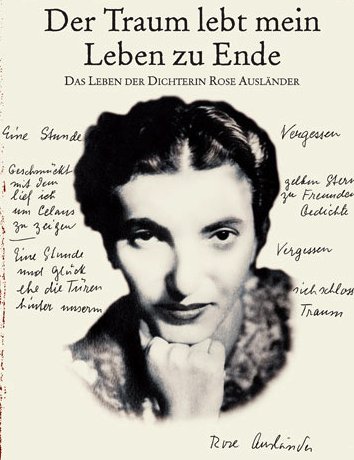 Der Traum lebt mein
Leben zu Ende
Das Leben der Dichterin Rose Ausländer
Eine Stunde
Vergessen
Geschmückt
mit dem gelben Stern
lief ich zu Freunden
um Celans Gedichte
zu zeigen
Eine Stunde Vergessen
und Glück
ehe die Türen sich schlossen
hinter unserm Traum
Rose Ausländer